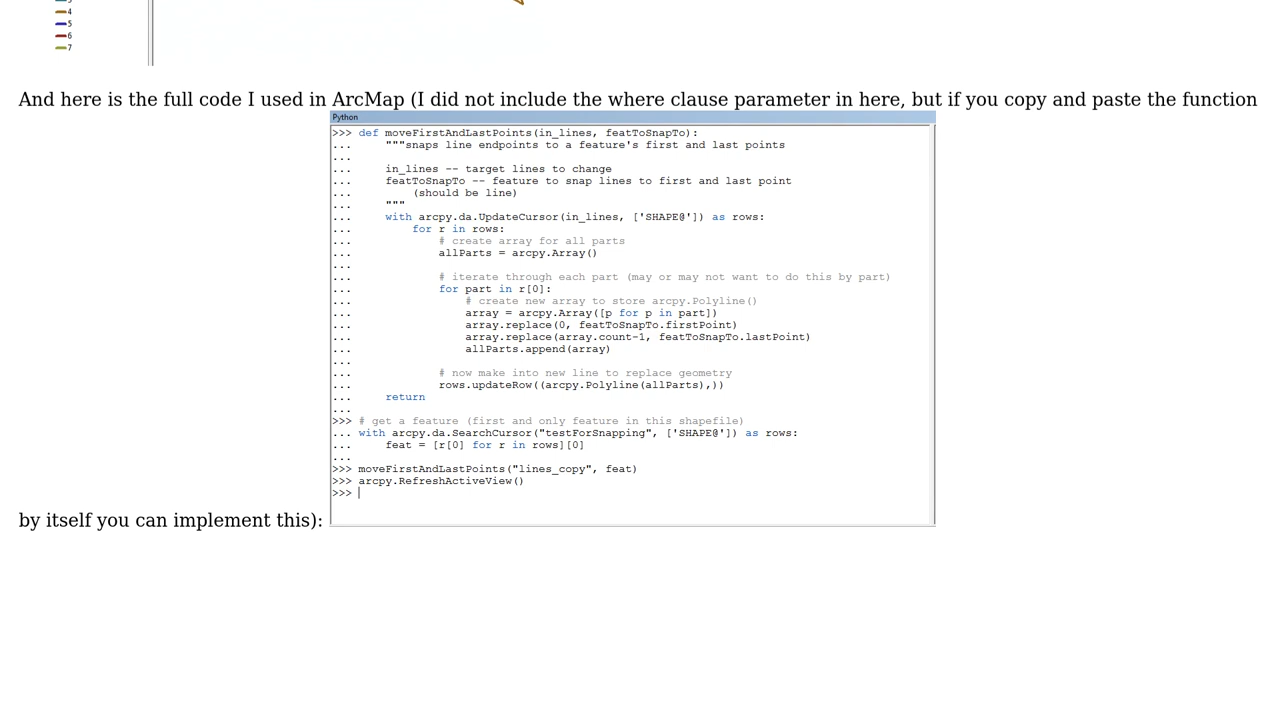 4
5
6
7
And here is the full code I used in ArcMap (I did not include the where clause parameter in here, but if you copy and paste the function
Python
>>> def moveFirstAndLastPoints(in_lines, featToSnapTo):
...     """snaps line endpoints to a feature's first and last points
...
...     in_lines -- target lines to change
...     featToSnapTo -- feature to snap lines to first and last point
...         (should be line)
...     """
...     with arcpy.da.UpdateCursor(in_lines, ['SHAPE@']) as rows:
...         for r in rows:
...             # create array for all parts
...             allParts = arcpy.Array()
...
...             # iterate through each part (may or may not want to do this by part)
...             for part in r[0]:
...                 # create new array to store arcpy.Polyline()
...                 array = arcpy.Array([p for p in part])
...                 array.replace(0, featToSnapTo.firstPoint)
...                 array.replace(array.count-1, featToSnapTo.lastPoint)
...                 allParts.append(array)
...
...             # now make into new line to replace geometry
...             rows.updateRow((arcpy.Polyline(allParts),))
...     return
...
>>> # get a feature (first and only feature in this shapefile)
... with arcpy.da.SearchCursor("testForSnapping", ['SHAPE@']) as rows:
...     feat = [r[0] for r in rows][0]
...
>>> moveFirstAndLastPoints("lines_copy", feat)
>>> arcpy.RefreshActiveView()
>>>
by itself you can implement this):